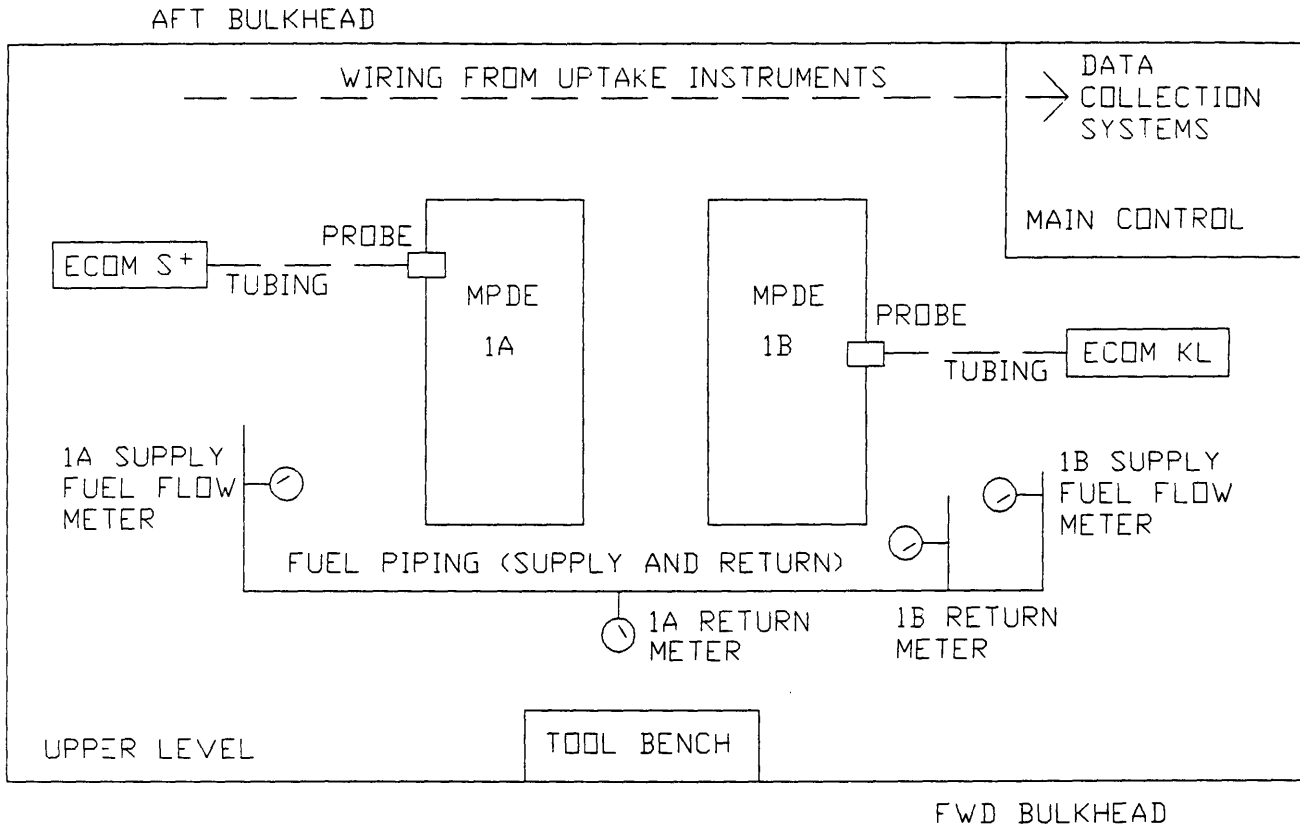 AFT BULKHEAD
WIRING FROM UPTAKE INSTRUMENTS
DATA
COLLECTION
SYSTEMS
MAIN CONTROL
PROBE
ECOM S+
TUBING
MPDE
1A
MPDE
1B
PROBE
ECOM KL
TUBING
1A SUPPLY
FUEL FLOW
METER
1B SUPPLY
FUEL FLOW
METER
FUEL PIPING (SUPPLY AND RETURN)
1A RETURN
METER
1B RETURN
METER
UPPER LEVEL
TOOL BENCH
FWD BULKHEAD